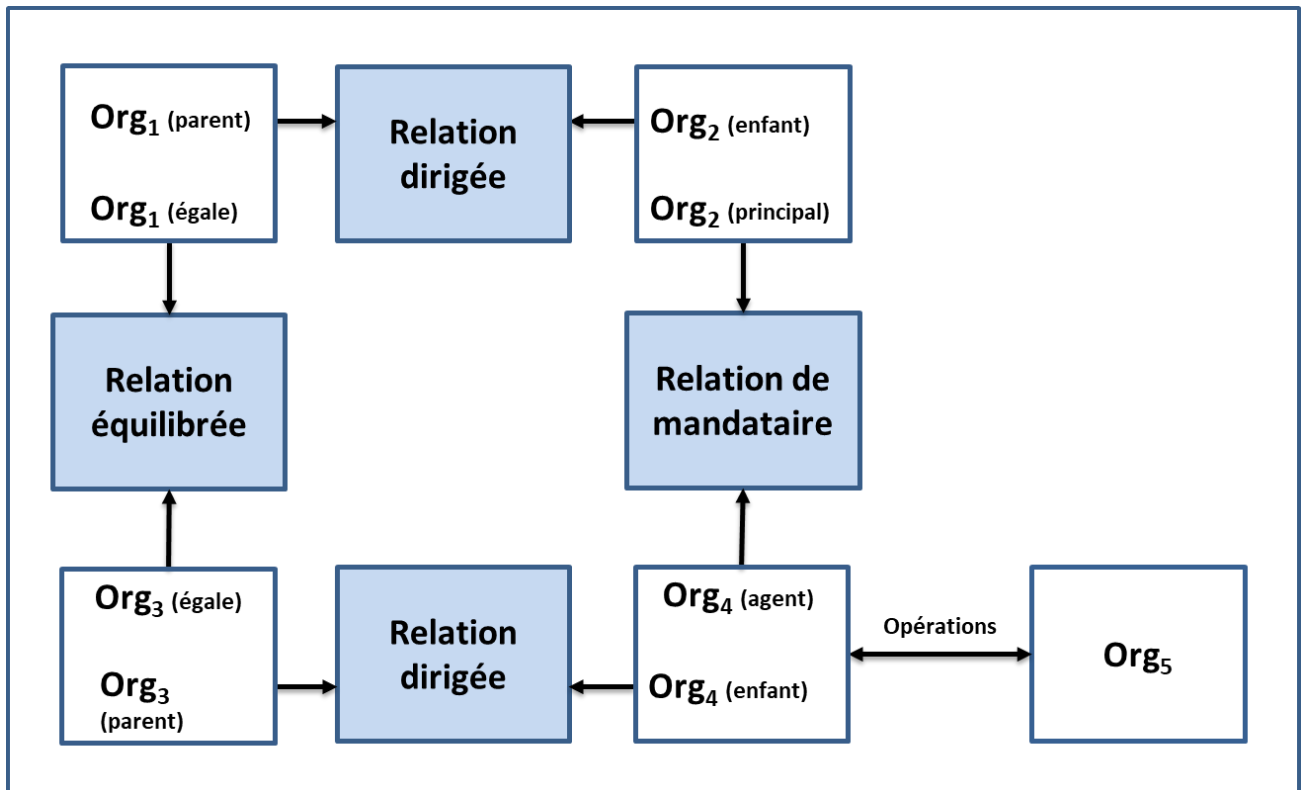 Org₁ (parent)
Org₁ (égale)
Relation
dirigée
Org₂ (enfant)
Org₂ (principal)
Relation
équilibrée
Relation de
mandataire
Org₃ (égale)
Org₃
(parent)
Relation
dirigée
Org₄ (agent)
Org₄ (enfant)
Opérations
Org₅